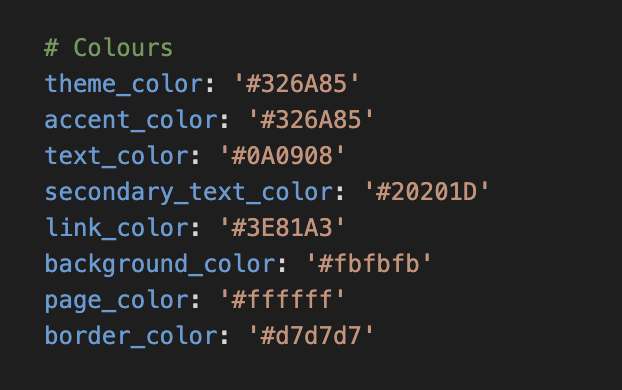 # Colours
theme_color: '#326A85'
accent_color: '#326A85'
text_color: '#0A0908'
secondary_text_color: '#20201D'
link_color: '#3E81A3'
background_color: '#fbfbfb'
page_color: '#ffffff'
border_color: '#d7d7d7'